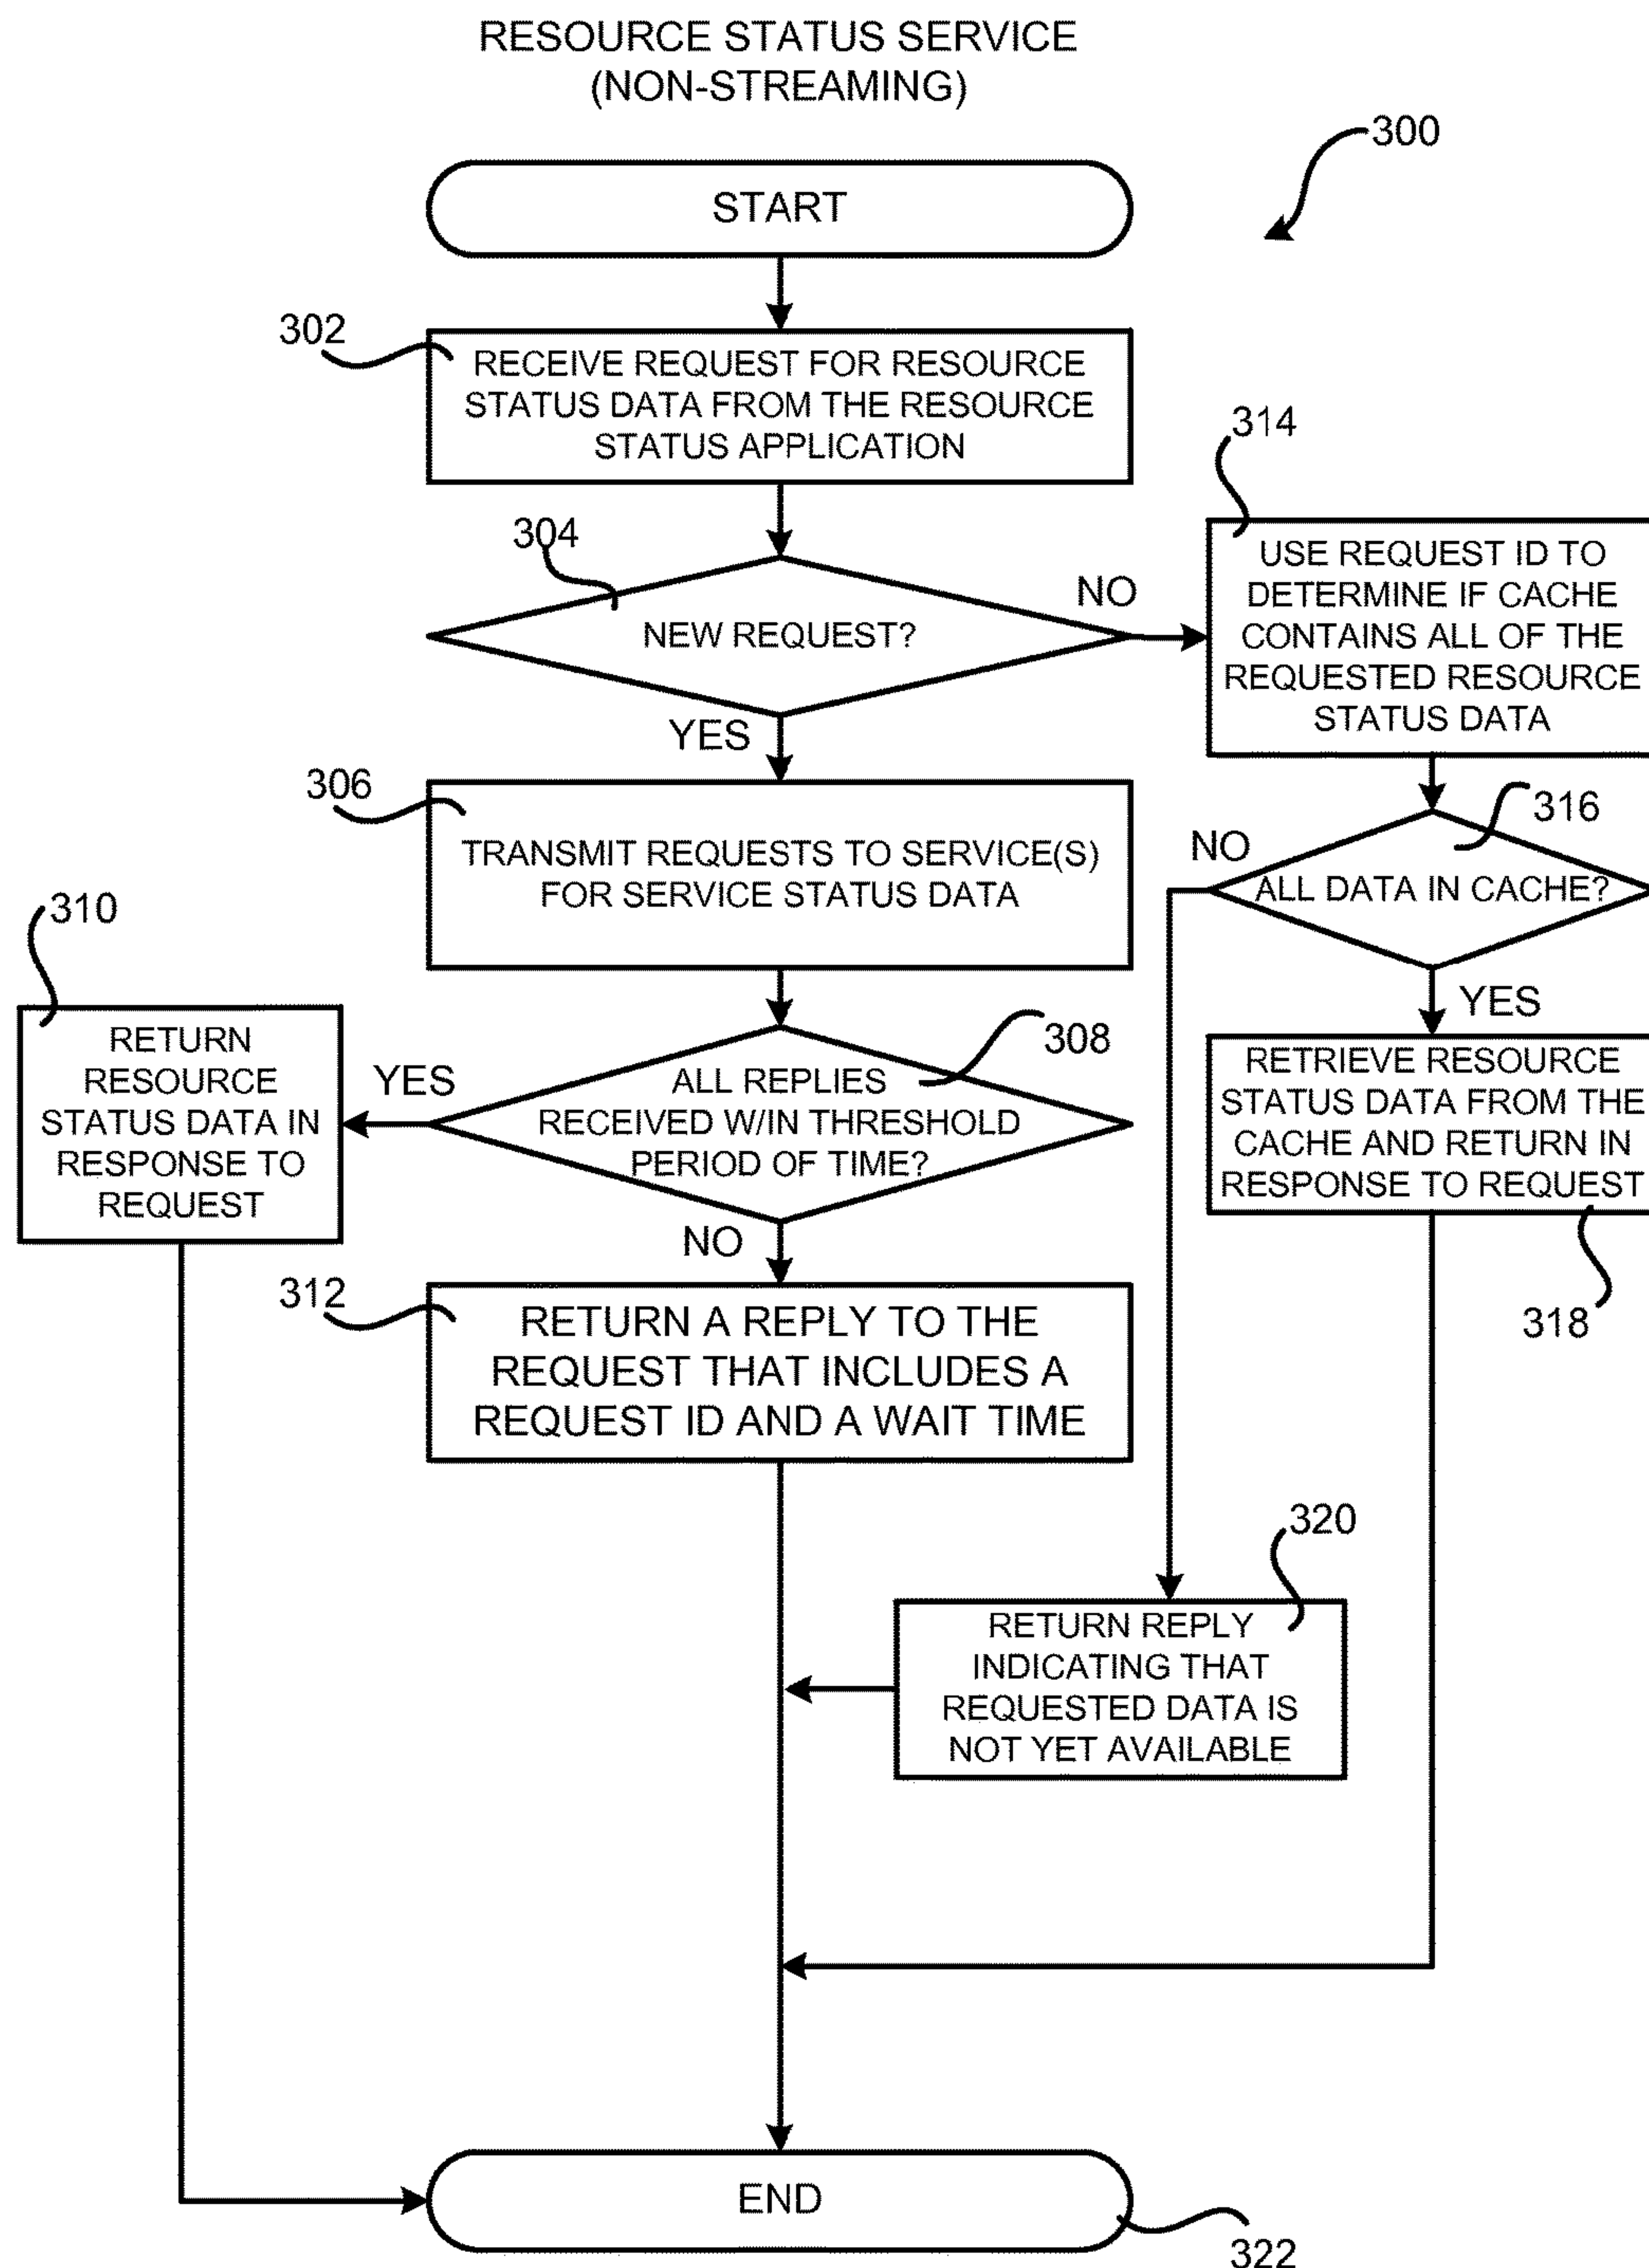 RESOURCE STATUS SERVICE
(NON-STREAMING)
300
START
302
RECEIVE REQUEST FOR RESOURCE
STATUS DATA FROM THE RESOURCE
STATUS APPLICATION
304
NEW REQUEST?
NO
YES
314
USE REQUEST ID TO
DETERMINE IF CACHE
CONTAINS ALL OF THE
REQUESTED RESOURCE
STATUS DATA
306
TRANSMIT REQUESTS TO SERVICE(S)
FOR SERVICE STATUS DATA
316
NO
ALL DATA IN CACHE?
YES
310
RETURN
RESOURCE
STATUS DATA IN
RESPONSE TO
REQUEST
YES
308
ALL REPLIES
RECEIVED W/IN THRESHOLD
PERIOD OF TIME?
NO
RETRIEVE RESOURCE
STATUS DATA FROM THE
CACHE AND RETURN IN
RESPONSE TO REQUEST
318
312
RETURN A REPLY TO THE
REQUEST THAT INCLUDES A
REQUEST ID AND A WAIT TIME
320
RETURN REPLY
INDICATING THAT
REQUESTED DATA IS
NOT YET AVAILABLE
END
322